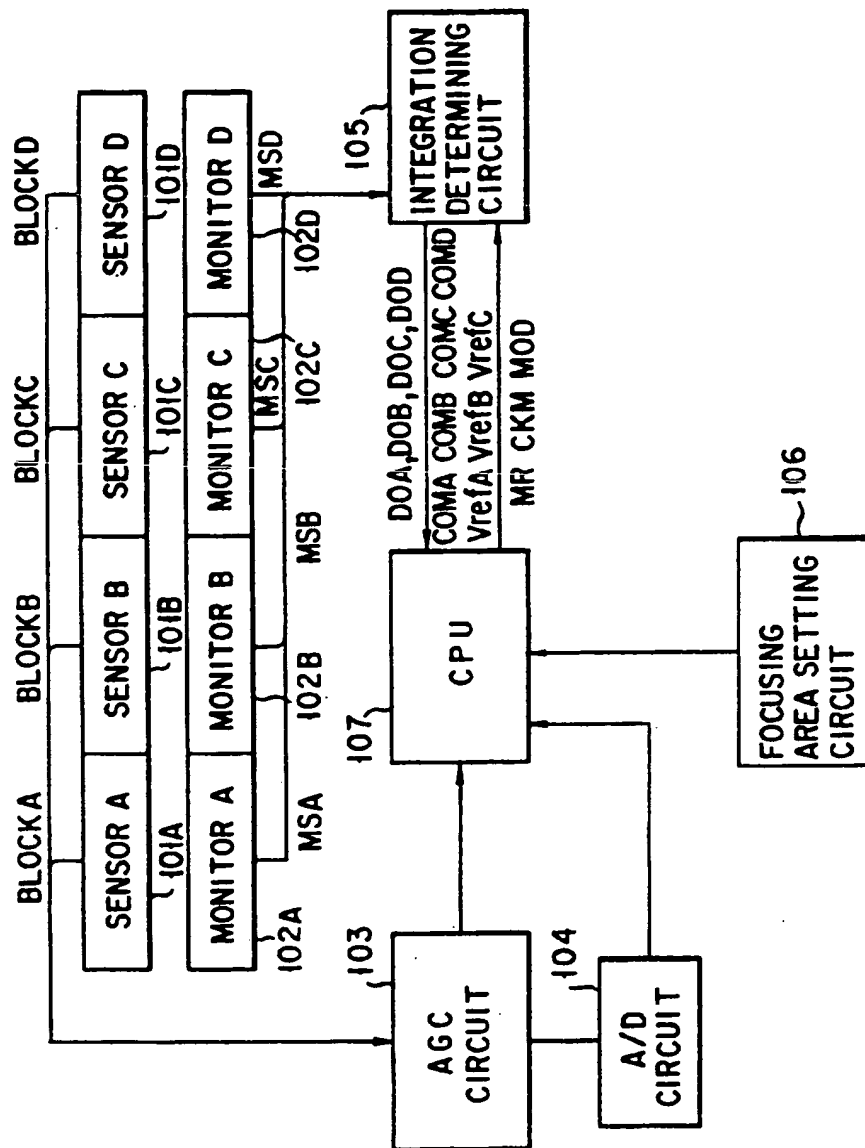 BLOCKA BLOCKB BLOCKC BLOCKD
SENSOR A SENSOR B SENSOR C SENSOR D
101A 101B 101C 101D
MONITOR A MONITOR B MONITOR C MONITOR D
102A 102B 102C 102D
MSA MSB MSC MSD
103
AGC
CIRCUIT
104
A/D
CIRCUIT
107
CPU
DOA,DOB,DOC,DOD
COMA COMB COMC COMD
VrefA VrefB VrefC
MR CKM MOD
105
INTEGRATION
DETERMINING
CIRCUIT
106
FOCUSING
AREA SETTING
CIRCUIT